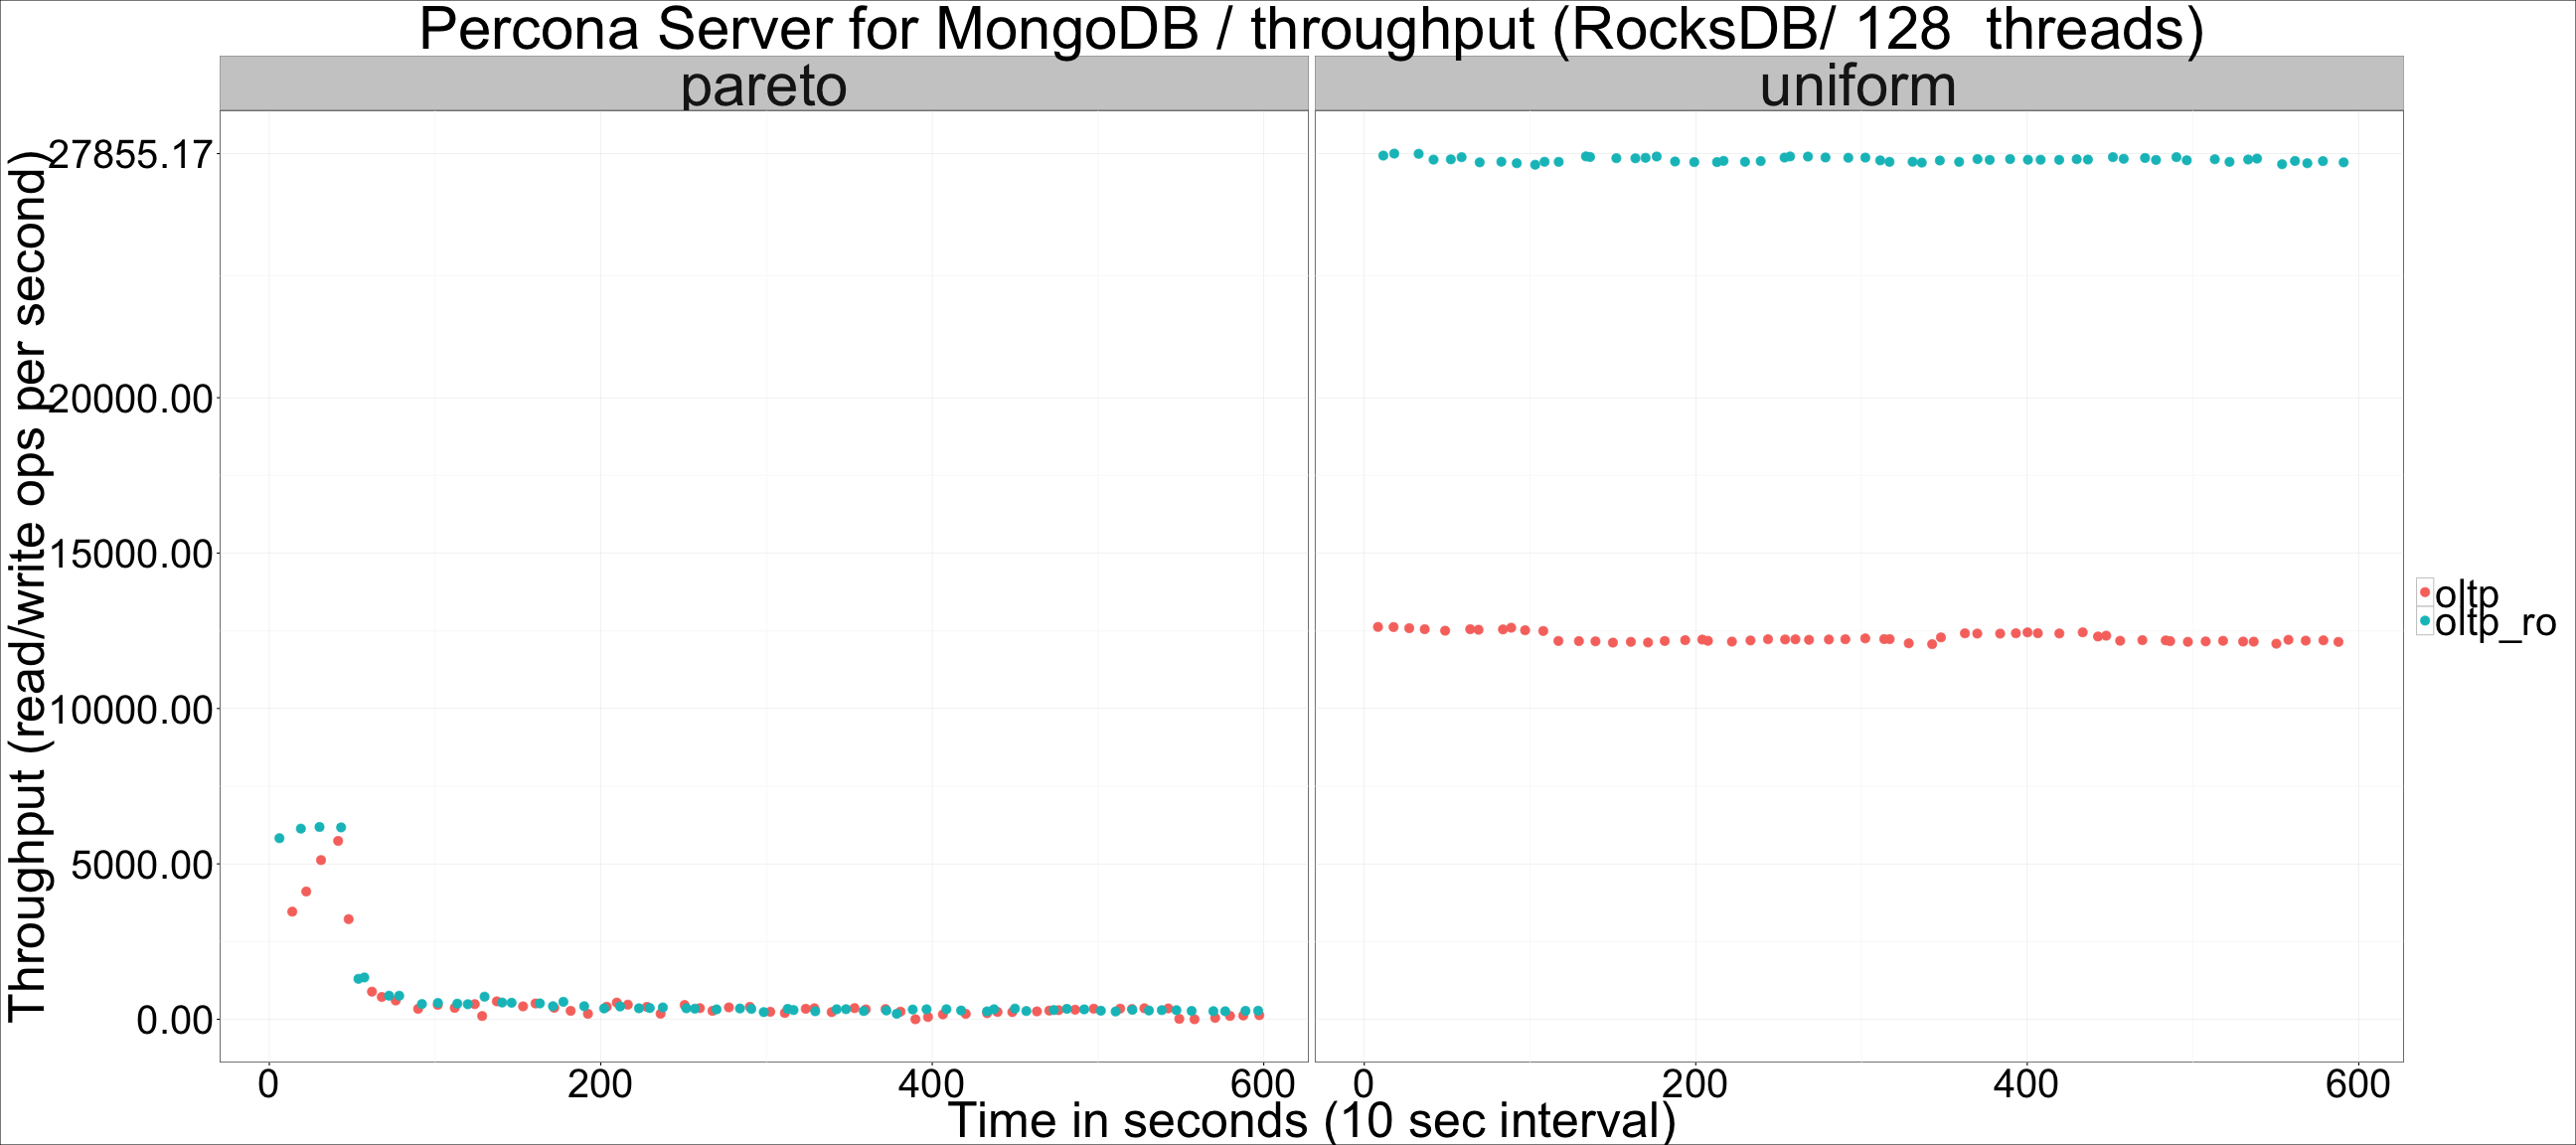 Percona Server for MongoDB / throughput (RocksDB/ 128  threads)
pareto
uniform
Throughput (read/write ops per second)
27855.17
20000.00
15000.00
10000.00
5000.00
0.00
0 200 400 600
0 200 400 600
Time in seconds (10 sec interval)
oltp
oltp_ro